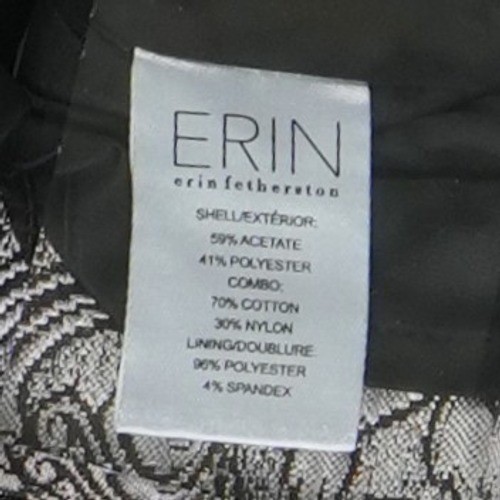 ERIN
erin fetherston
SHELL/EXTÉRIOR:
59% ACETATE
41% POLYESTER
COMBO:
70% COTTON
30% NYLON
LINING/DOUBLURE:
96% POLYESTER
4% SPANDEX